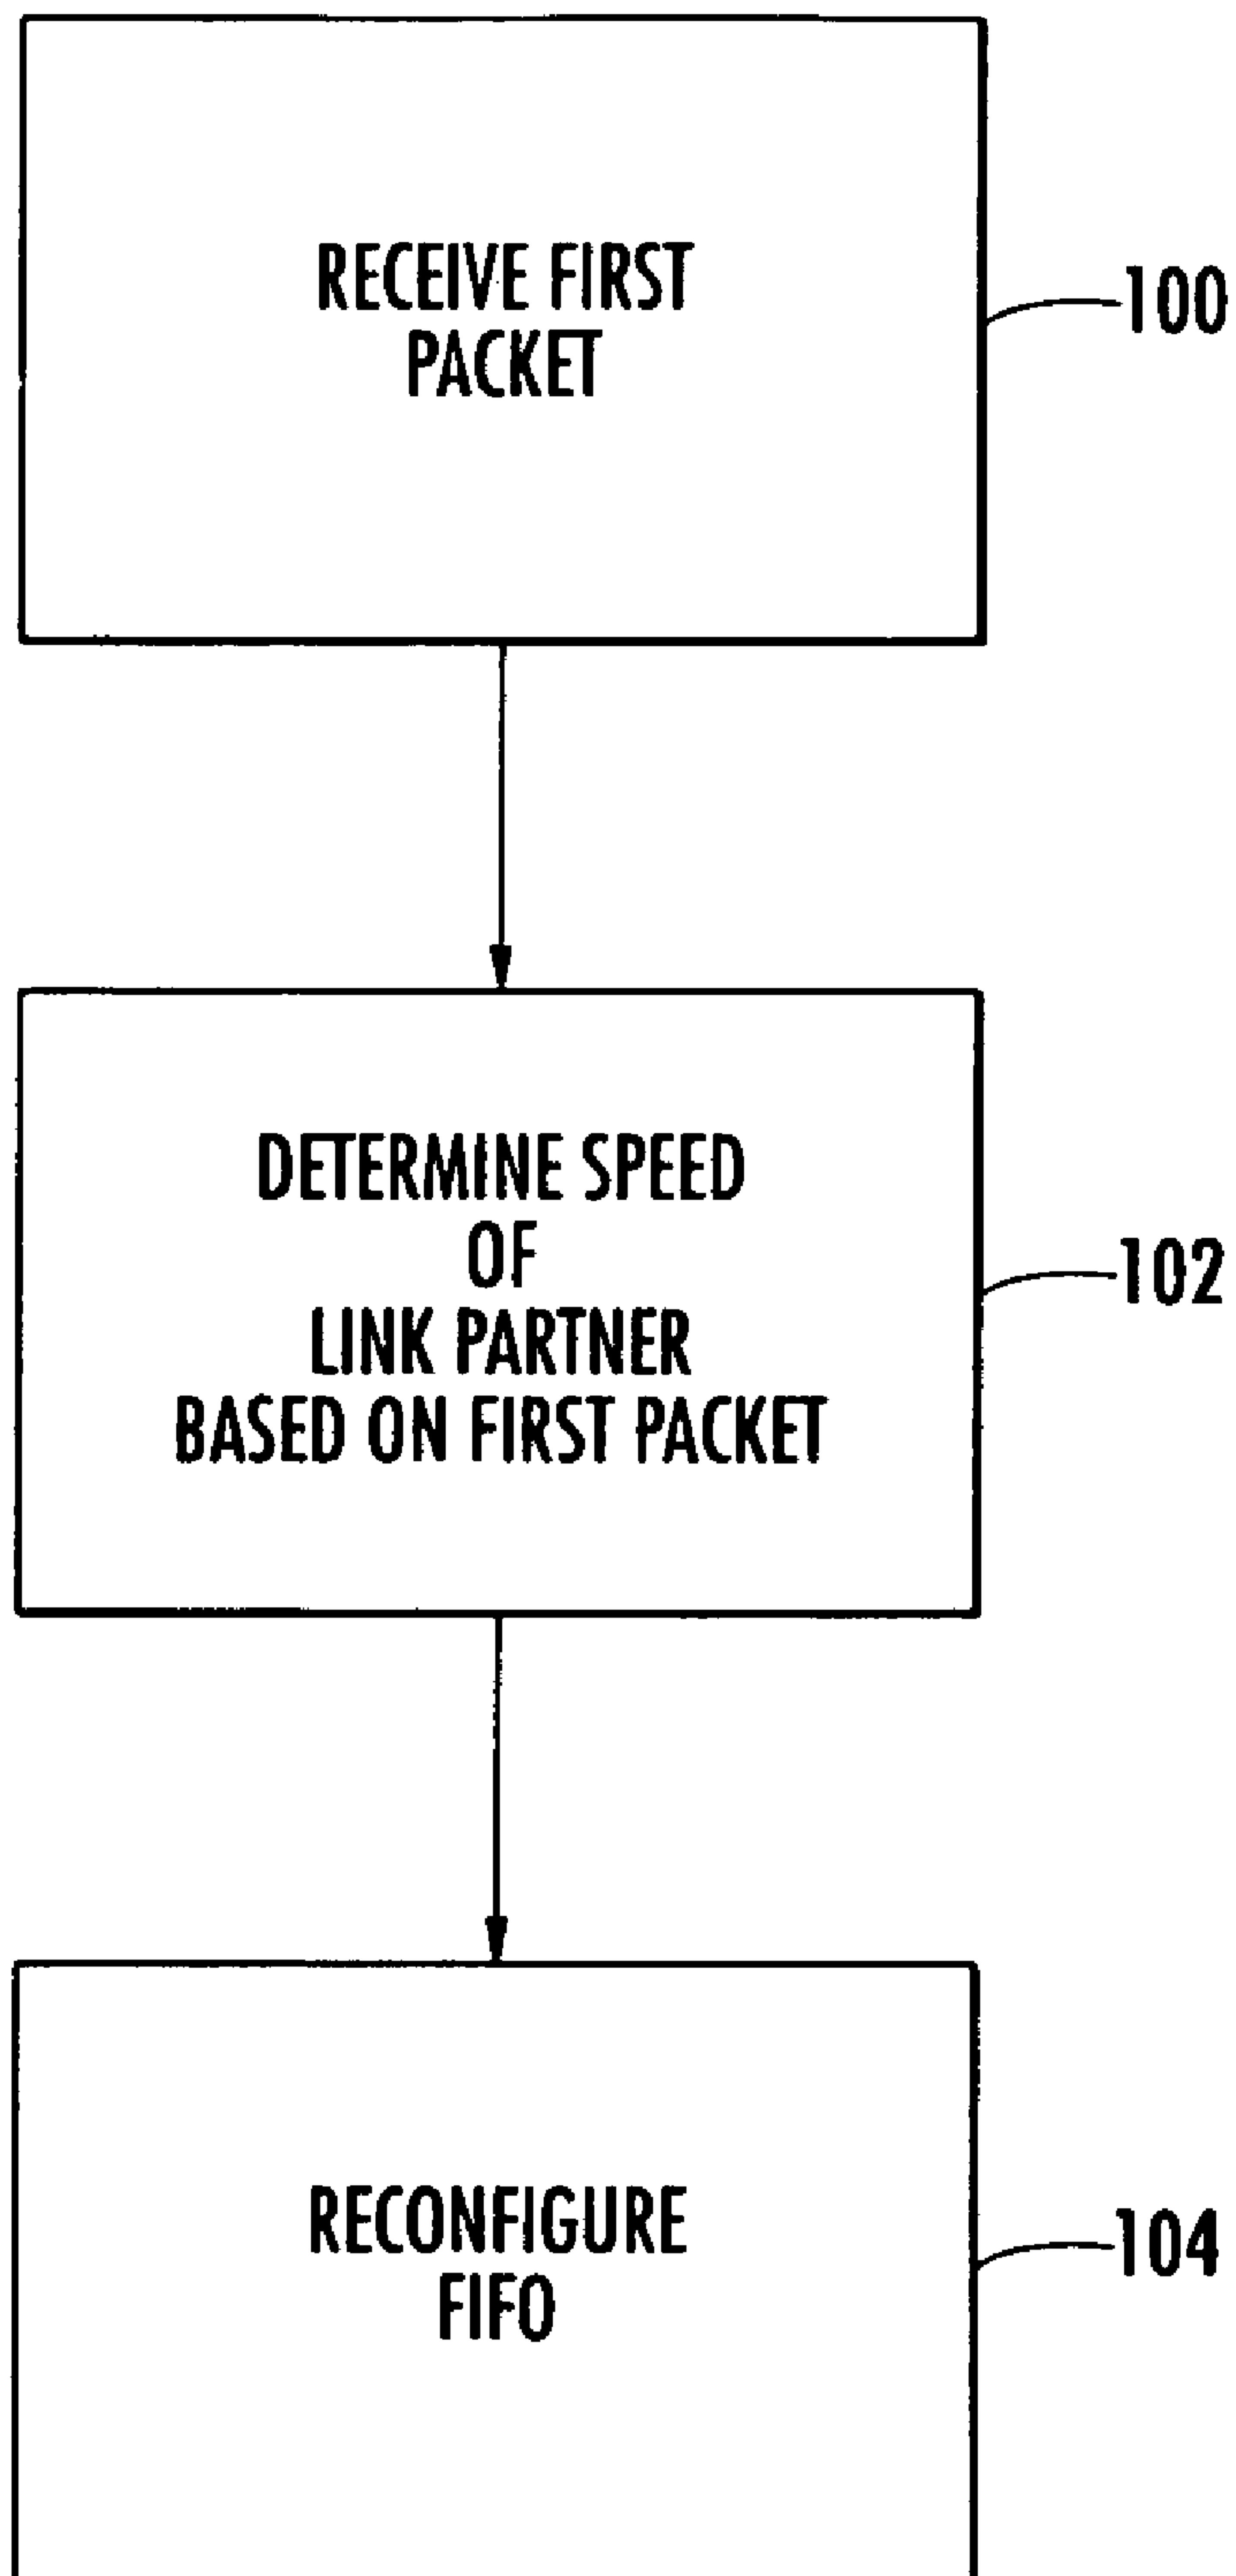 RECEIVE FIRST
PACKET
100
DETERMINE SPEED
OF
LINK PARTNER
BASED ON FIRST PACKET
102
RECONFIGURE
FIFO
104